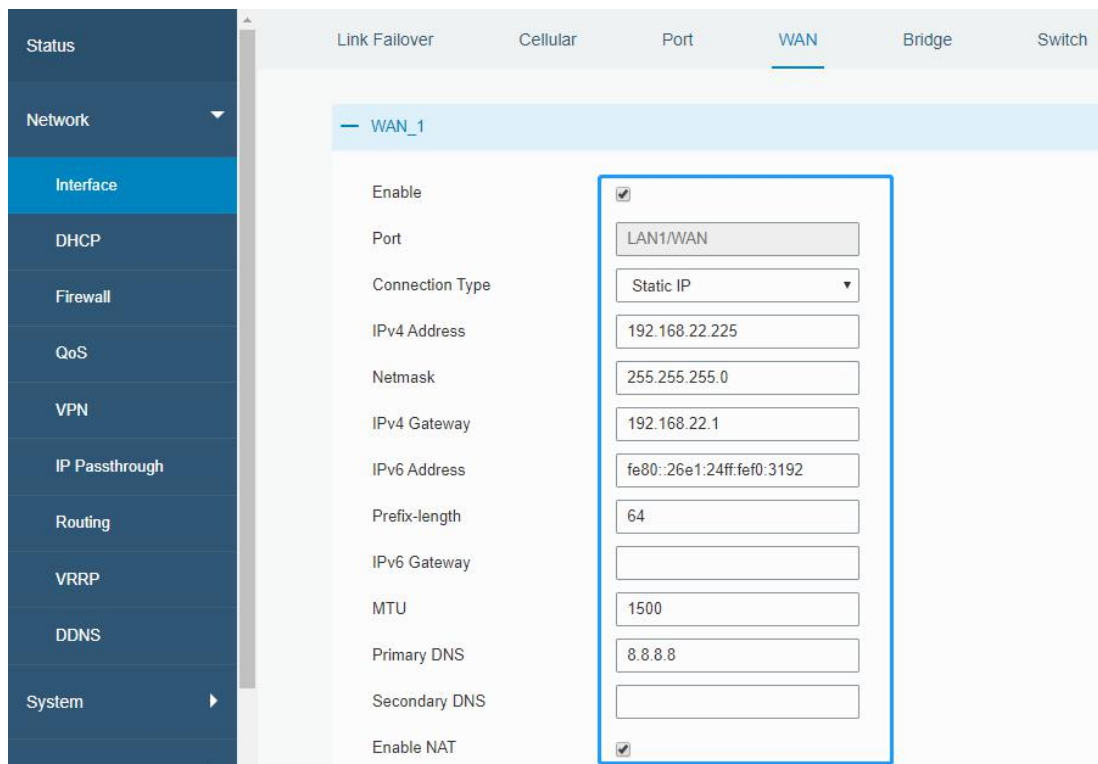 Status
Network
Interface
DHCP
Firewall
QoS
VPN
IP Passthrough
Routing
VRRP
DDNS
System
Link Failover Cellular Port WAN Bridge Switch
WAN_1
Enable
Port LAN1/WAN
Connection Type Static IP
IPv4 Address 192.168.22.225
Netmask 255.255.255.0
IPv4 Gateway 192.168.22.1
IPv6 Address fe80::26e1:24ff:fef0:3192
Prefix-length 64
IPv6 Gateway
MTU 1500
Primary DNS 8.8.8.8
Secondary DNS
Enable NAT